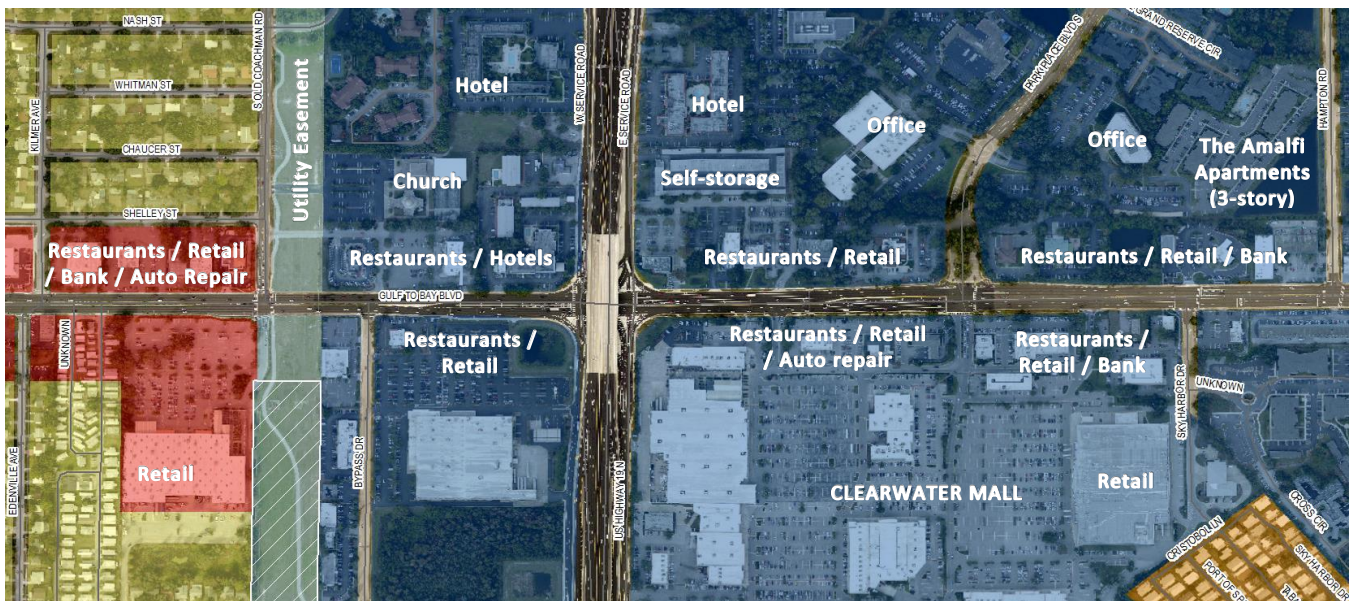 NASH ST
WHITMAN ST
CHAUCER ST
SHELLEY ST
KILMER AVE
S OLD COACHMAN RD
Utility Easement
Hotel
Church
Restaurants / Hotels
W SERVICE ROAD
E SERVICE ROAD
Hotel
Self-storage
Office
Restaurants / Retail
PARK PLACE BLVD S
GRAND RESERVE CIR
Office
The Amalfi
Apartments
(3-story)
HAMPTON RD
Restaurants / Retail / Bank
Restaurants / Retail
/ Bank / Auto Repair
GULF TO BAY BLVD
UNKNOWN
EDENVILLE AVE
Retail
BYPASS DR
Restaurants /
Retail
US HIGHWAY 19 N
Restaurants / Retail
/ Auto repair
Restaurants /
Retail / Bank
SKY HARBOR DR
UNKNOWN
CLEARWATER MALL
Retail
CRISTOBOL LN
CROSS CIR
SKY HARBOR DR
PORT OF SP
TABA